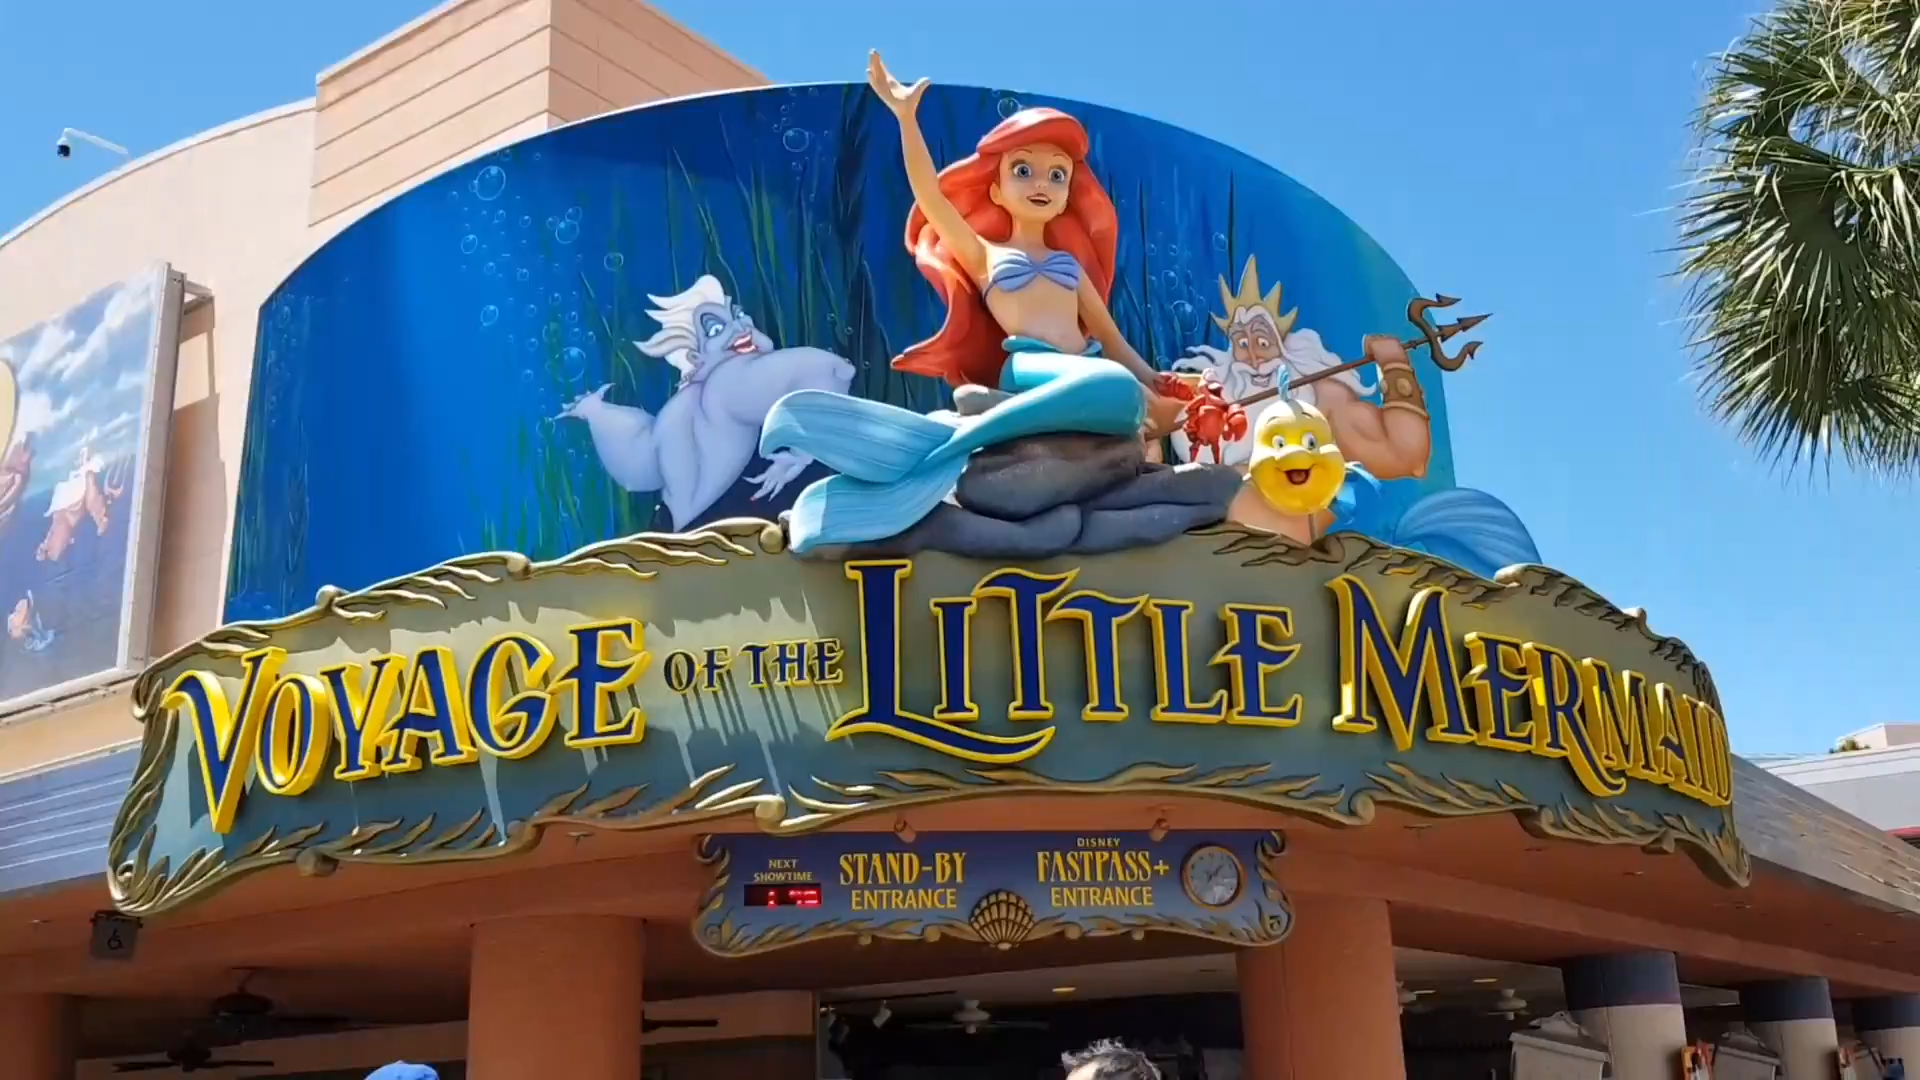 VOYAGE OF THE LITTLE MERMAID
NEXT
SHOWTIME
STAND-BY
ENTRANCE
DISNEY
FASTPASS+
ENTRANCE